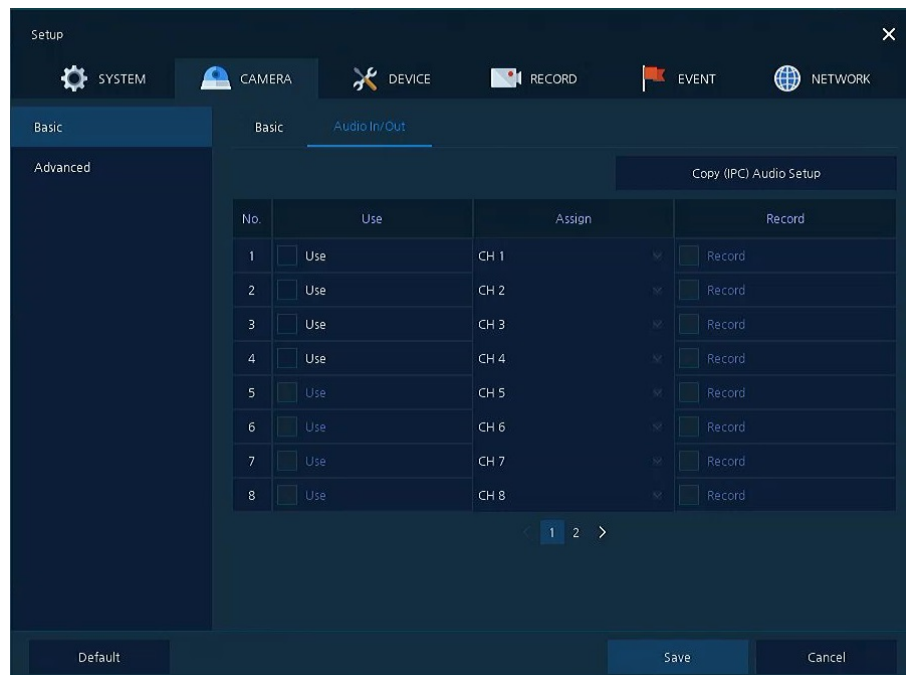 Setup
SYSTEM CAMERA DEVICE RECORD EVENT NETWORK
Basic Basic Audio In/Out
Advanced
Copy (IPC) Audio Setup
No. Use Assign Record
1 Use CH 1 Record
2 Use CH 2 Record
3 Use CH 3 Record
4 Use CH 4 Record
5 Use CH 5 Record
6 Use CH 6 Record
7 Use CH 7 Record
8 Use CH 8 Record
1 2
Default Save Cancel